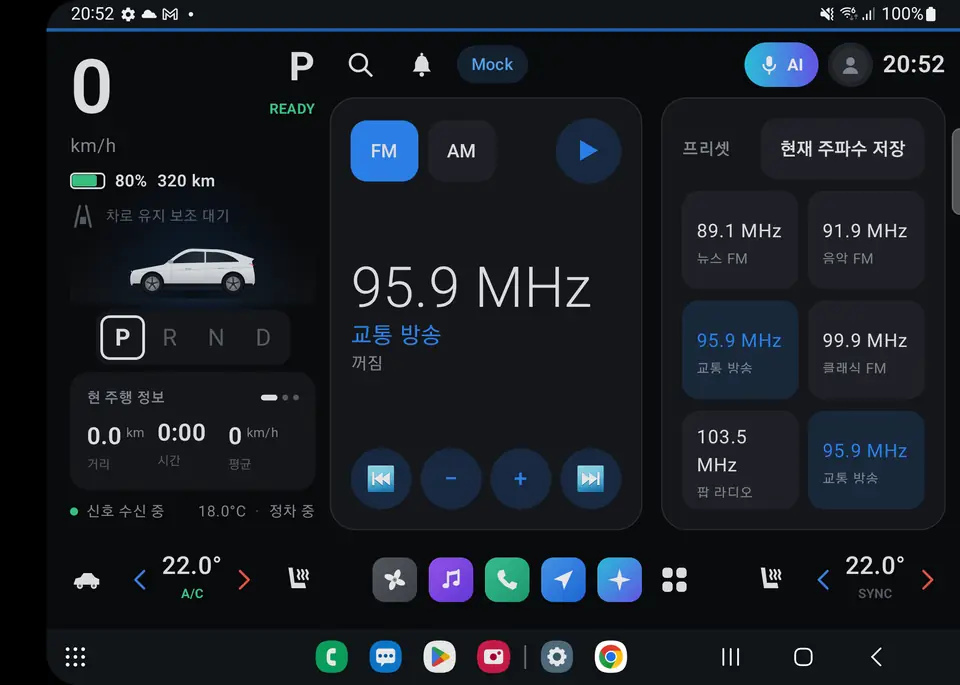 20:52
100%
0
P
READY
km/h
80% 320 km
차로 유지 보조 대기
P R N D
현 주행 정보
0.0 km 0:00 0 km/h
거리 시간 평균
신호 수신 중 18.0°C · 정차 중
Mock
AI
20:52
FM AM
95.9 MHz
교통 방송
꺼짐
− +
프리셋 현재 주파수 저장
89.1 MHz
뉴스 FM
91.9 MHz
음악 FM
95.9 MHz
교통 방송
99.9 MHz
클래식 FM
103.5
MHz
팝 라디오
95.9 MHz
교통 방송
22.0°
A/C
22.0°
SYNC